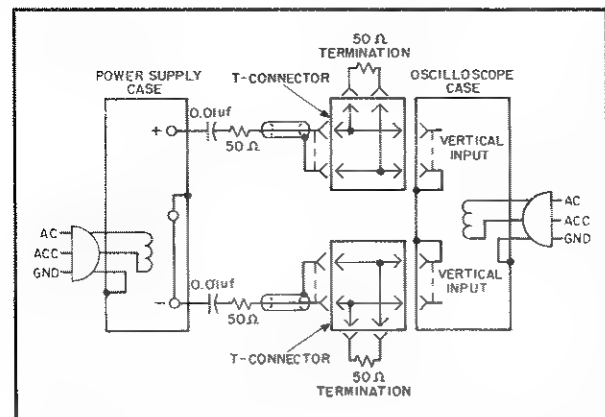 50 Ω
TERMINATION
T-CONNECTOR
POWER SUPPLY
CASE
OSCILLOSCOPE
CASE
0.01uf
+
50 Ω
VERTICAL
INPUT
AC
ACC
GND
AC
ACC
GND
VERTICAL
INPUT
-
0.01uf
50 Ω
T-CONNECTOR
50 Ω
TERMINATION